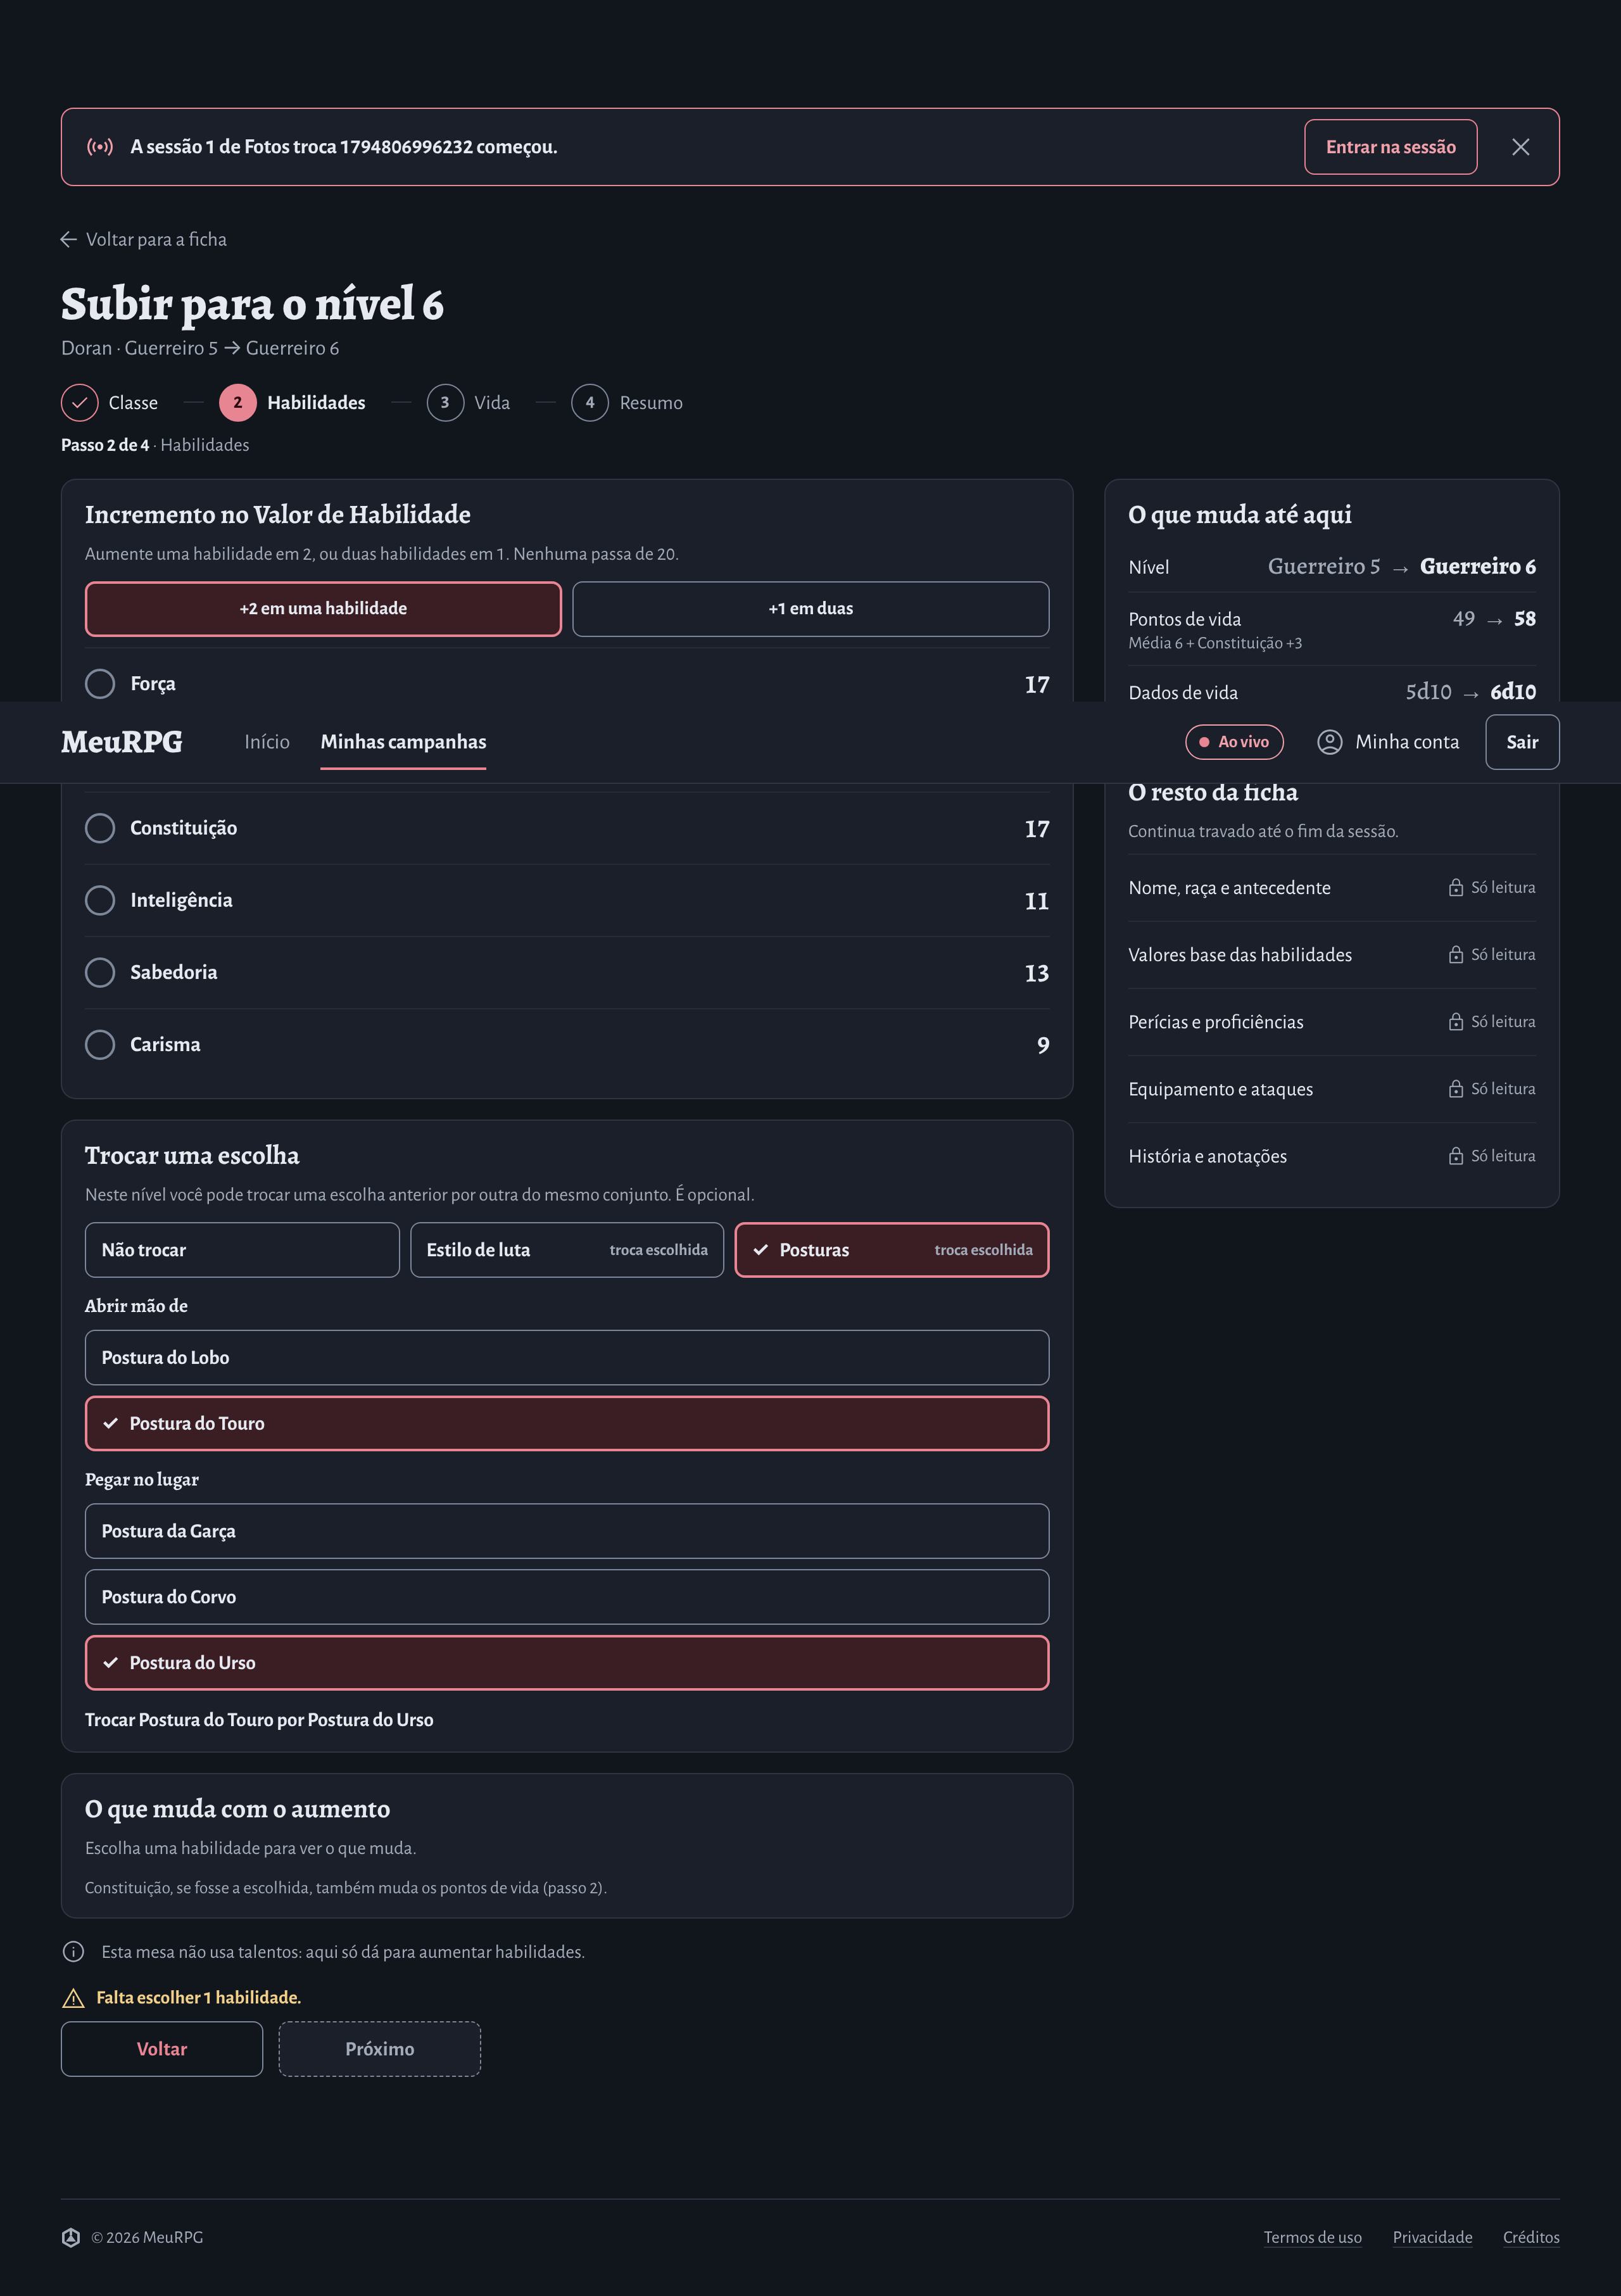 A sessão 1 de Fotos troca 1794806996232 começou.
Entrar na sessão
Voltar para a ficha
Subir para o nível 6
Doran · Guerreiro 5 → Guerreiro 6
Classe
2 Habilidades
3 Vida
4 Resumo
Passo 2 de 4 · Habilidades
Incremento no Valor de Habilidade
Aumente uma habilidade em 2, ou duas habilidades em 1. Nenhuma passa de 20.
+2 em uma habilidade
+1 em duas
Força 17
O que muda até aqui
Nível Guerreiro 5 → Guerreiro 6
Pontos de vida 49 → 58
Média 6 + Constituição +3
Dados de vida 5d10 → 6d10
MeuRPG
Início
Minhas campanhas
Ao vivo
Minha conta
Sair
Constituição 17
Inteligência 11
Sabedoria 13
Carisma 9
O resto da ficha
Continua travado até o fim da sessão.
Nome, raça e antecedente Só leitura
Valores base das habilidades Só leitura
Perícias e proficiências Só leitura
Equipamento e ataques Só leitura
História e anotações Só leitura
Trocar uma escolha
Neste nível você pode trocar uma escolha anterior por outra do mesmo conjunto. É opcional.
Não trocar
Estilo de luta troca escolhida
Posturas troca escolhida
Abrir mão de
Postura do Lobo
Postura do Touro
Pegar no lugar
Postura da Garça
Postura do Corvo
Postura do Urso
Trocar Postura do Touro por Postura do Urso
O que muda com o aumento
Escolha uma habilidade para ver o que muda.
Constituição, se fosse a escolhida, também muda os pontos de vida (passo 2).
Esta mesa não usa talentos: aqui só dá para aumentar habilidades.
Falta escolher 1 habilidade.
Voltar
Próximo
© 2026 MeuRPG
Termos de uso
Privacidade
Créditos